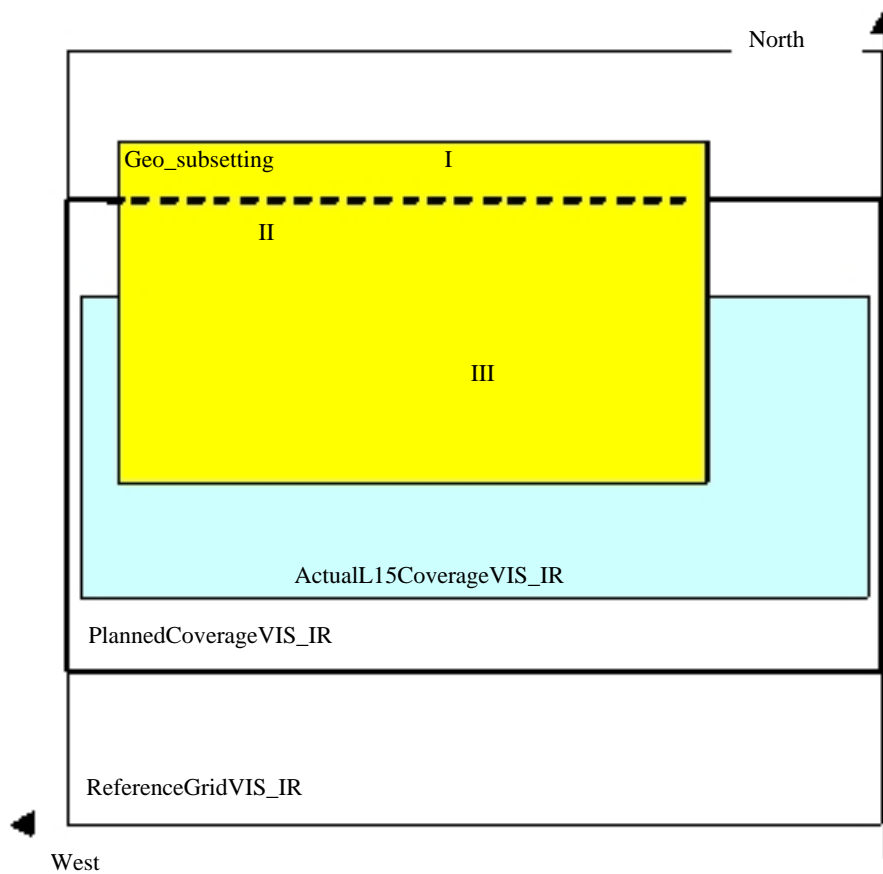 North
Geo_subsetting
I
II
III
ActualL15CoverageVIS_IR
PlannedCoverageVIS_IR
ReferenceGridVIS_IR
West